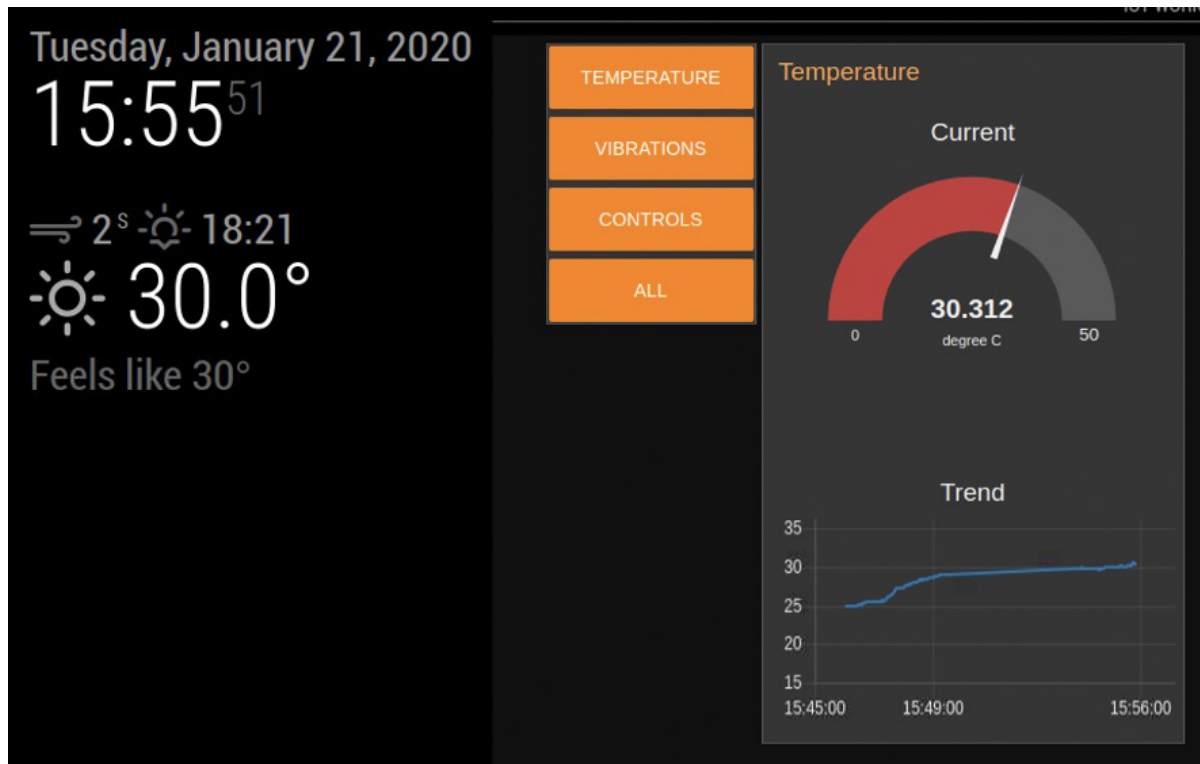 Tuesday, January 21, 2020
15:55 51
2 S 18:21
30.0°
Feels like 30°
TEMPERATURE
VIBRATIONS
CONTROLS
ALL
Temperature
Current
30.312
degree C
0
50
Trend
35
30
25
20
15
15:45:00 15:49:00 15:56:00